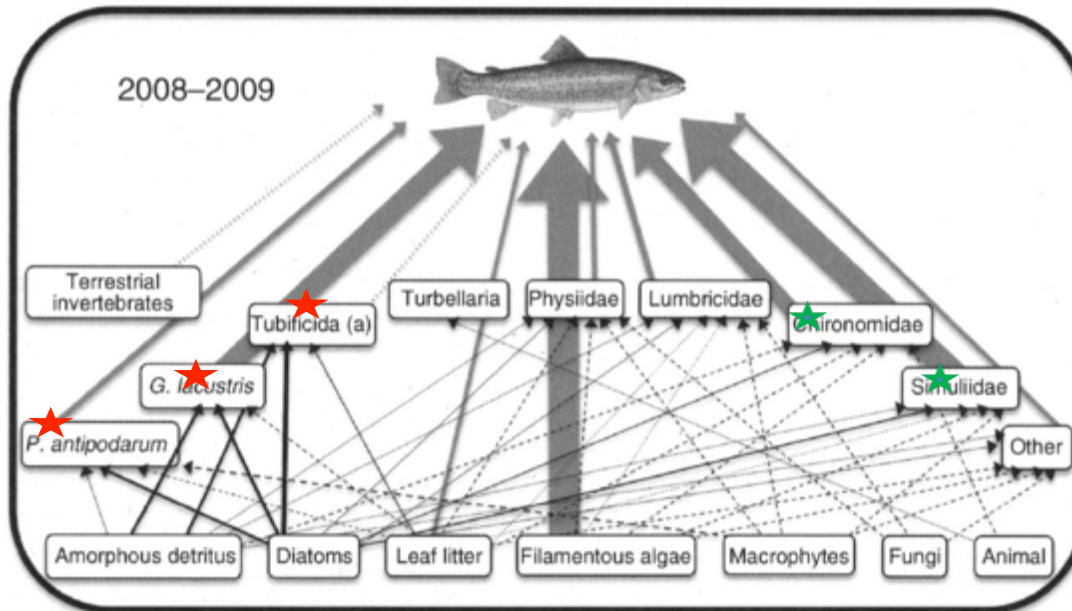 2008–2009
Terrestrial
invertebrates
Turbellaria
Physiidae
Lumbricidae
Tubificida (a)
Chironomidae
G. lacustris
Simuliidae
P. antipodarum
Other
Amorphous detritus
Diatoms
Leaf litter
Filamentous algae
Macrophytes
Fungi
Animal